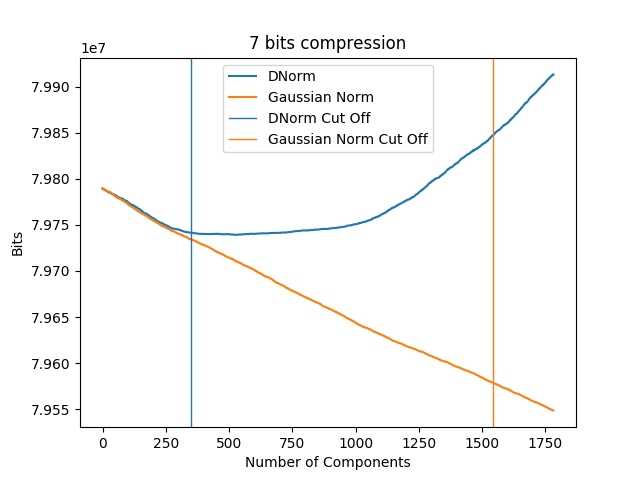 7 bits compression
1e7
DNorm
Gaussian Norm
DNorm Cut Off
Gaussian Norm Cut Off
7.990
7.985
7.980
7.975
7.970
7.965
7.960
7.955
Bits
0 250 500 750 1000 1250 1500 1750
Number of Components